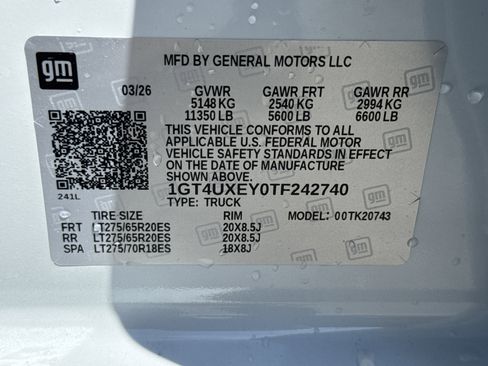 gm
MFD BY GENERAL MOTORS LLC
03/26 GVWR GAWR FRT GAWR RR
5148 KG 2540 KG 2994 KG
11350 LB 5600 LB 6600 LB
THIS VEHICLE CONFORMS TO ALL
APPLICABLE U.S. FEDERAL MOTOR
VEHICLE SAFETY STANDARDS IN EFFECT
ON THE DATE OF MANUFACTURE
SHOWN ABOVE.
1GT4UXEY0TF242740
241L TYPE: TRUCK
TIRE SIZE RIM MODEL: 00TK20743
FRT LT275/65R20ES 20X8.5J
RR LT275/65R20ES 20X8.5J
SPA LT275/70R18ES 18X8J